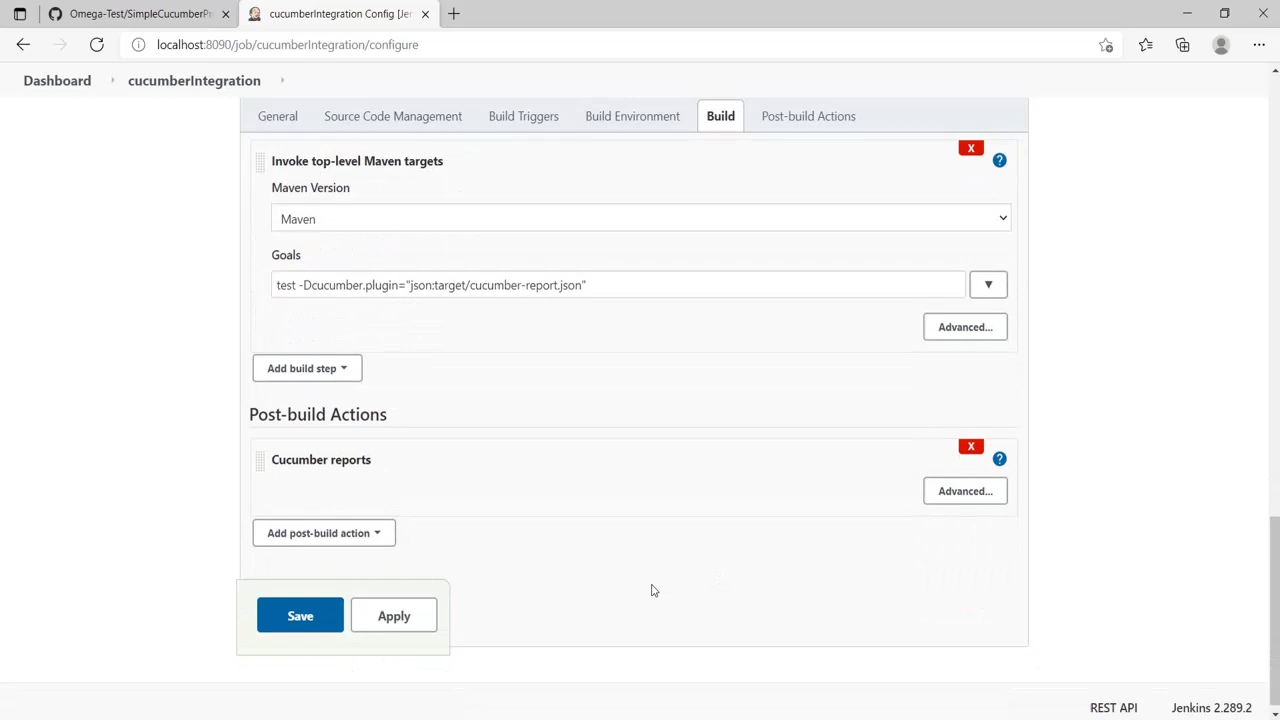 Omega-Test/SimpleCucumberPr
cucumberIntegration Config [Jer
localhost:8090/job/cucumberIntegration/configure
Dashboard
cucumberIntegration
General
Source Code Management
Build Triggers
Build Environment
Build
Post-build Actions
X
Invoke top-level Maven targets
?
Maven Version
Maven
Goals
test -Dcucumber.plugin="json:target/cucumber-report.json"
Advanced...
Add build step
Post-build Actions
X
Cucumber reports
?
Advanced...
Add post-build action
Save
Apply
REST API
Jenkins 2.289.2